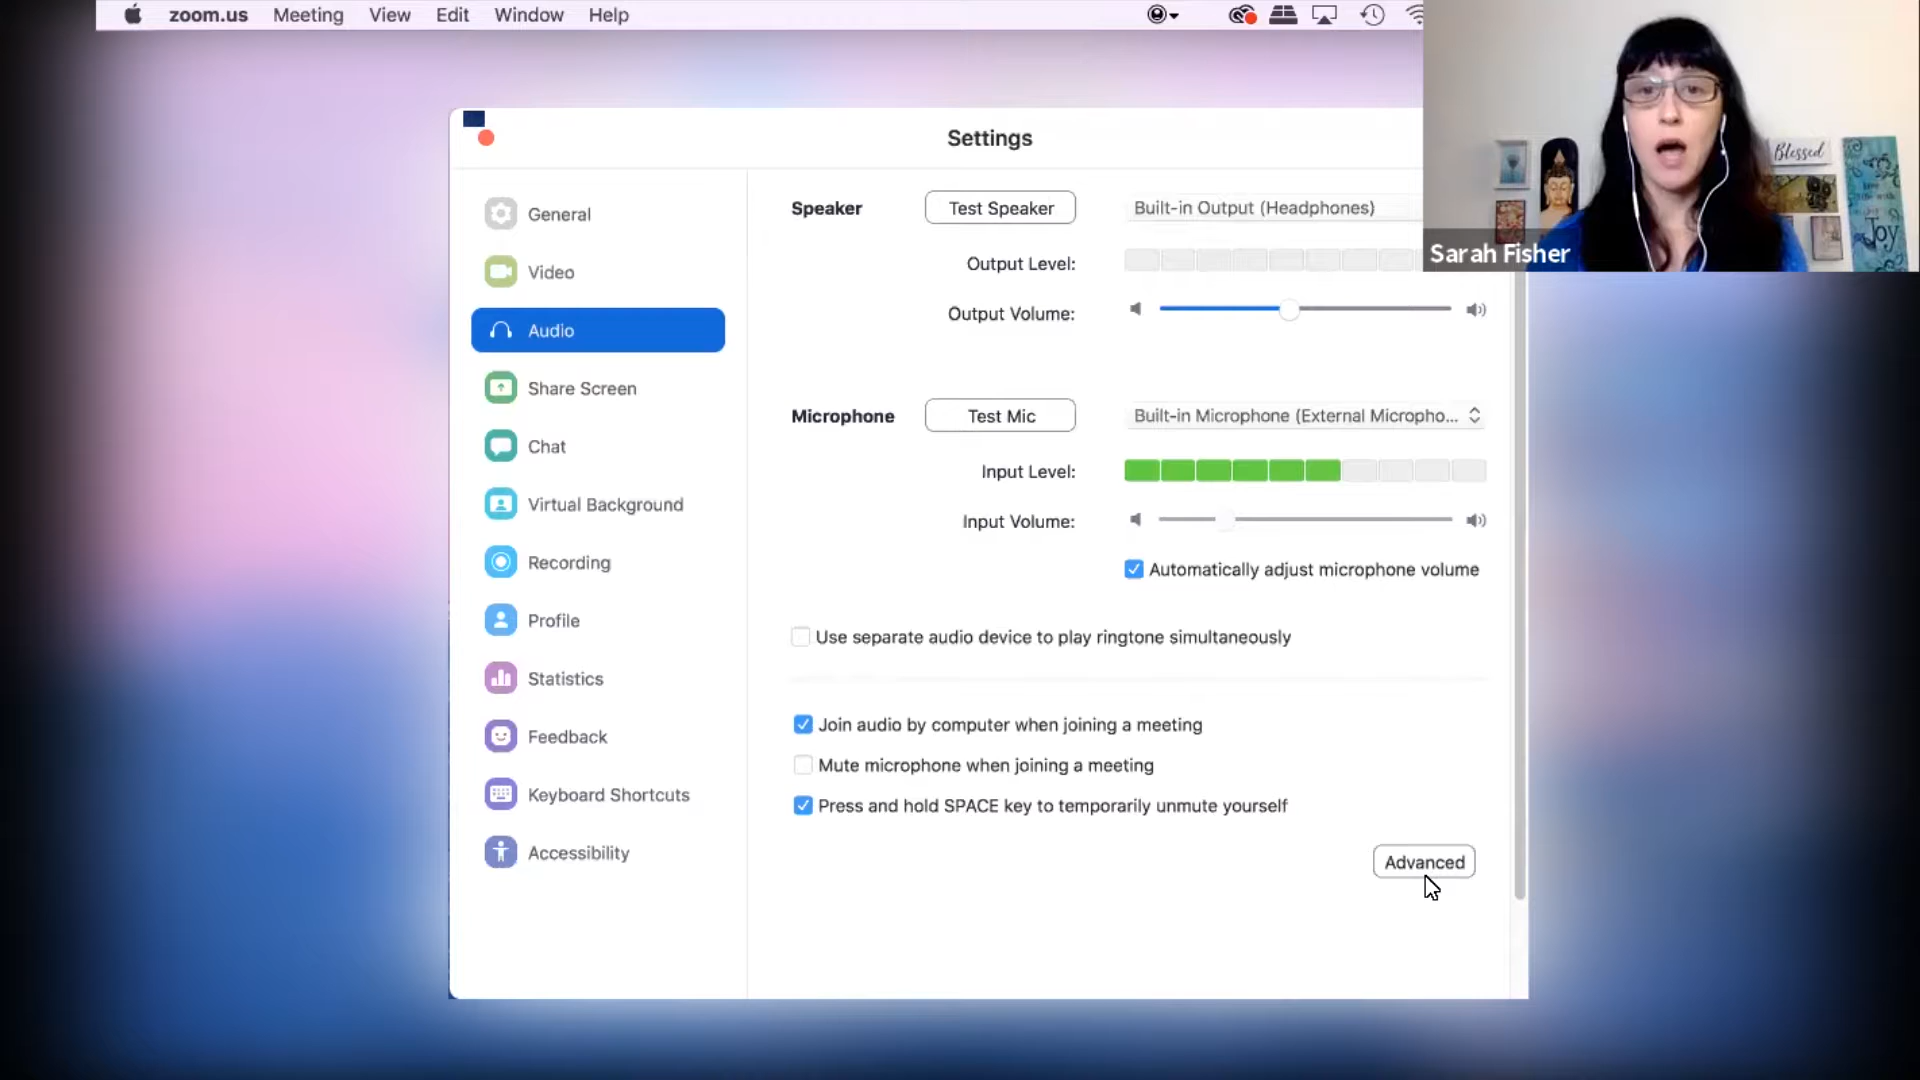 zoom.us Meeting View Edit Window Help
Settings
General
Video
Audio
Share Screen
Chat
Virtual Background
Recording
Profile
Statistics
Feedback
Keyboard Shortcuts
Accessibility
Speaker Test Speaker Built-in Output (Headphones)
Output Level:
Output Volume:
Microphone Test Mic Built-in Microphone (External Micropho...
Input Level:
Input Volume:
Automatically adjust microphone volume
Use separate audio device to play ringtone simultaneously
Join audio by computer when joining a meeting
Mute microphone when joining a meeting
Press and hold SPACE key to temporarily unmute yourself
Advanced
Blessed
Joy
Sarah Fisher